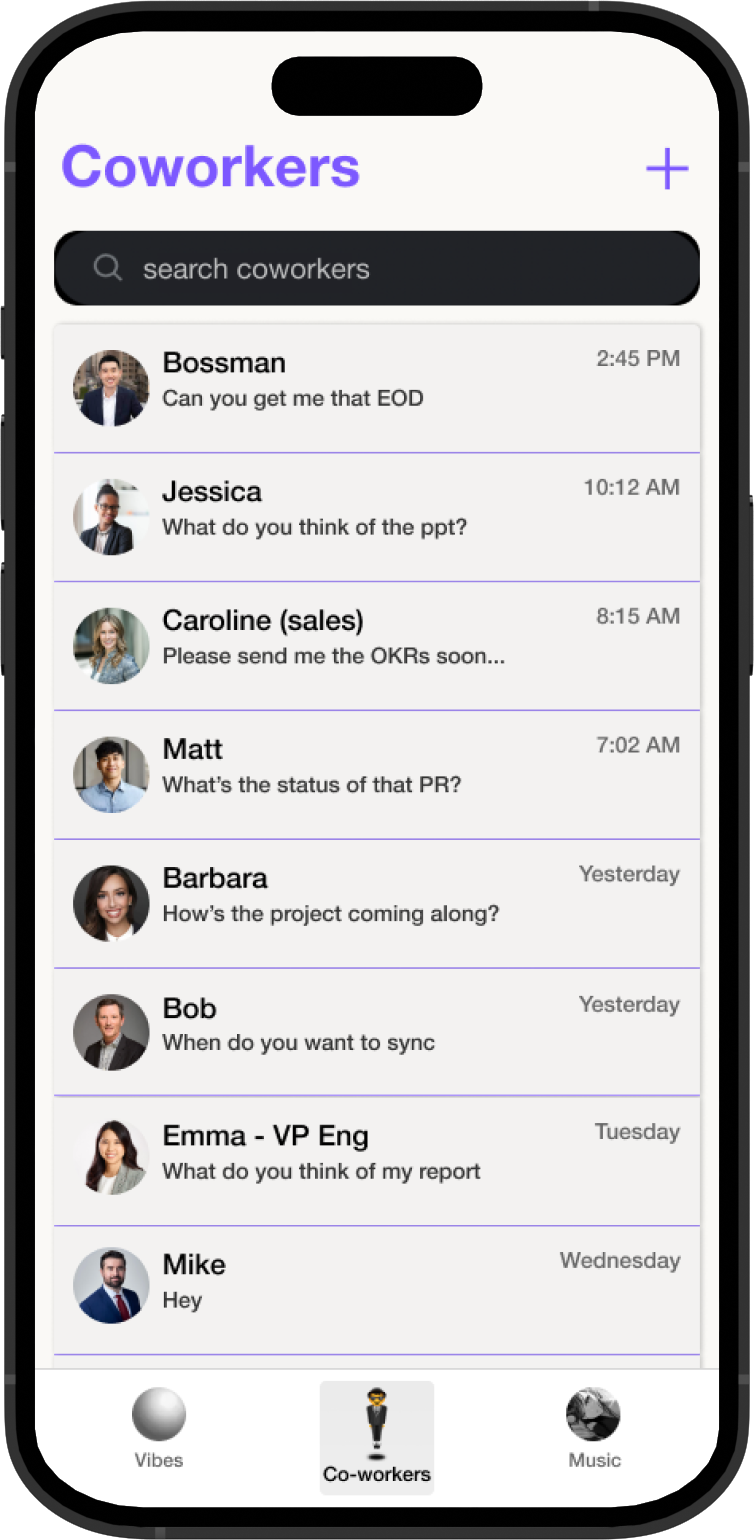 Coworkers
search coworkers
Bossman
2:45 PM
Can you get me that EOD
Jessica
10:12 AM
What do you think of the ppt?
Caroline (sales)
8:15 AM
Please send me the OKRs soon...
Matt
7:02 AM
What’s the status of that PR?
Barbara
Yesterday
How’s the project coming along?
Bob
Yesterday
When do you want to sync
Emma - VP Eng
Tuesday
What do you think of my report
Mike
Wednesday
Hey
Vibes
Co-workers
Music